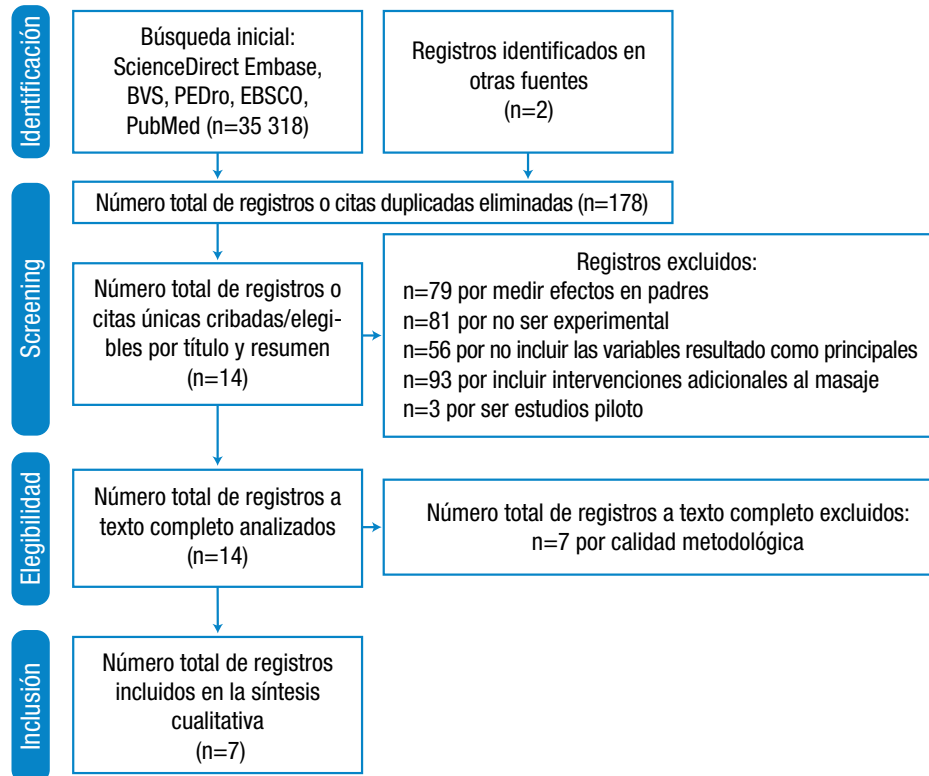 Identificación
Búsqueda inicial:
ScienceDirect Embase,
BVS, PEDro, EBSCO,
PubMed (n=35 318)
Registros identificados en
otras fuentes
(n=2)
Screening
Número total de registros o citas duplicadas eliminadas (n=178)
Número total de registros o
citas únicas cribadas/elegi-
bles por título y resumen
(n=14)
Registros excluidos:
n=79 por medir efectos en padres
n=81 por no ser experimental
n=56 por no incluir las variables resultado como principales
n=93 por incluir intervenciones adicionales al masaje
n=3 por ser estudios piloto
Elegibilidad
Número total de registros a
texto completo analizados
(n=14)
Número total de registros a texto completo excluidos:
n=7 por calidad metodológica
Inclusión
Número total de registros
incluidos en la síntesis
cualitativa
(n=7)